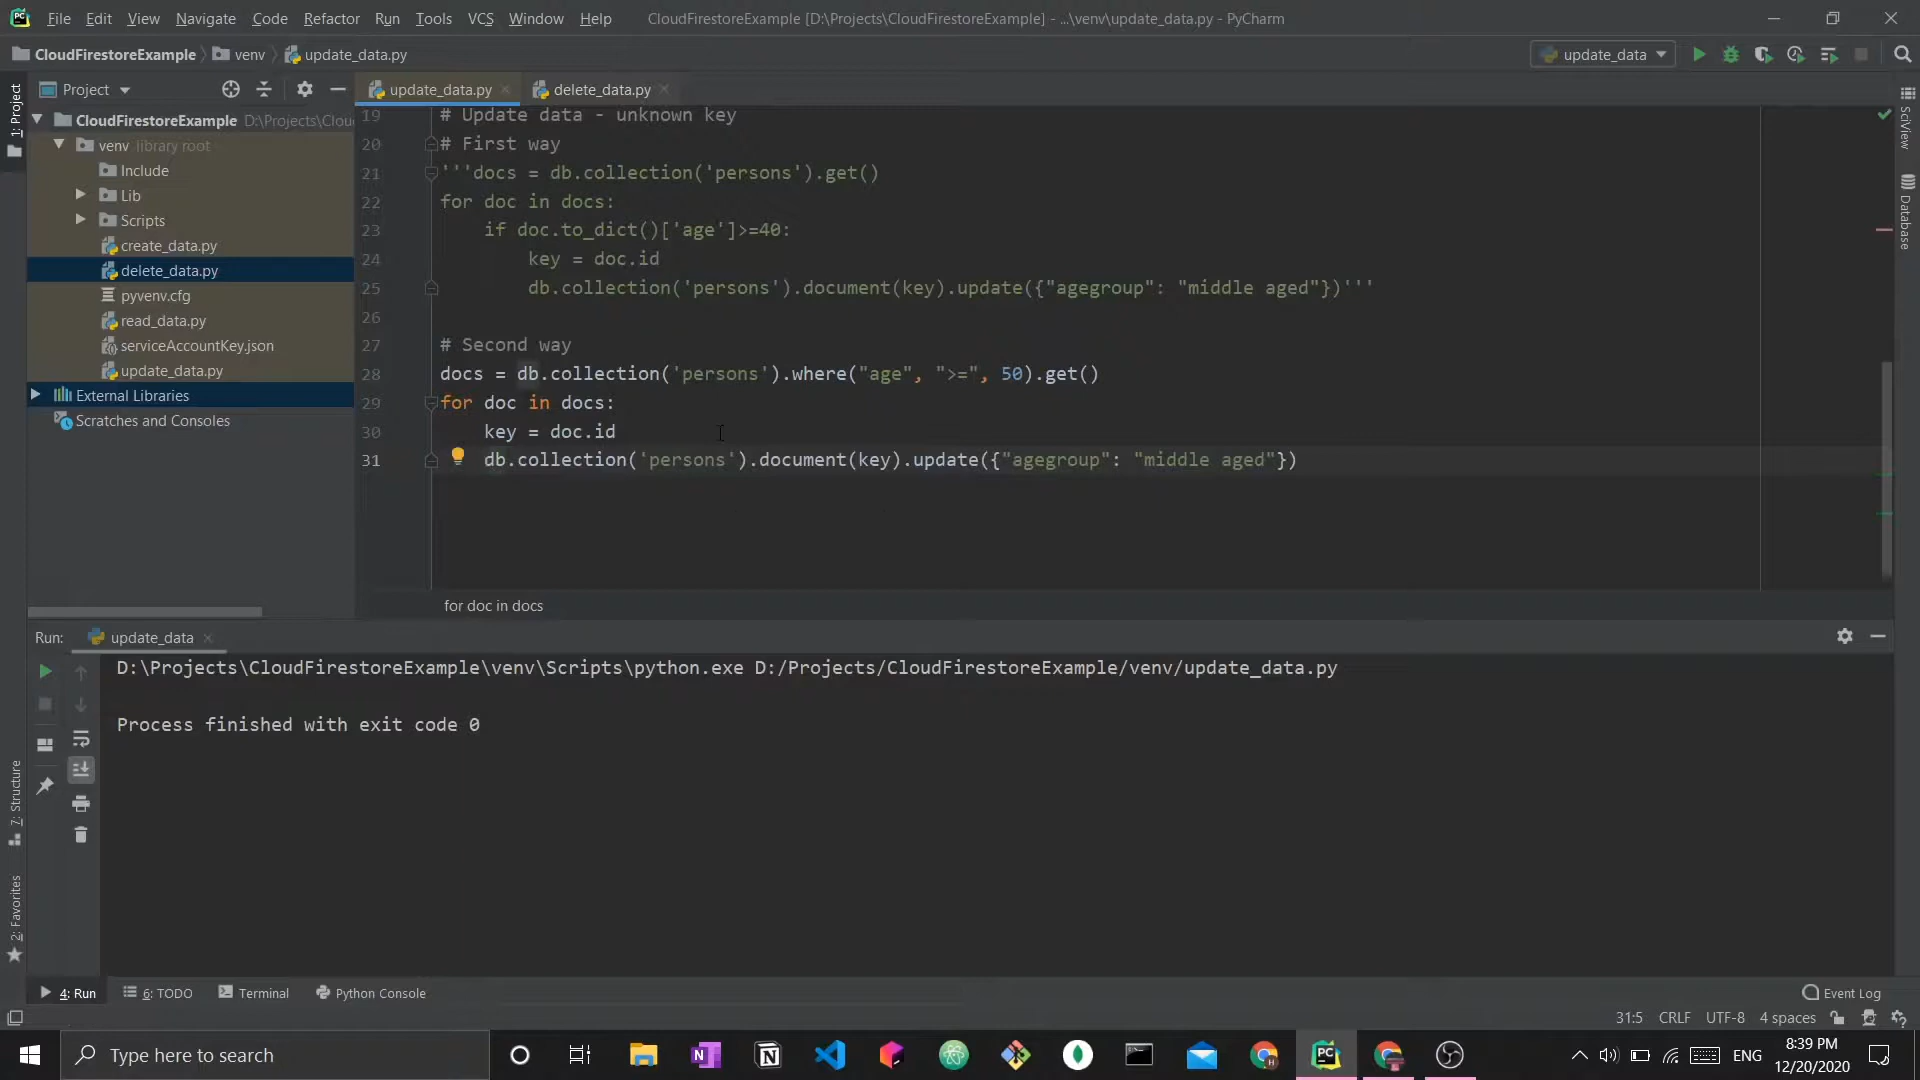 File Edit View Navigate Code Refactor Run Tools VCS Window Help CloudFirestoreExample [D:\Projects\CloudFirestoreExample] - ...\venv\update_data.py - PyCharm
CloudFirestoreExample venv update_data.py update_data
1: Project
Project
update_data.py
delete_data.py
CloudFirestoreExample D:\Projects\Clou
venv library root
Include
Lib
Scripts
create_data.py
delete_data.py
pyvenv.cfg
read_data.py
serviceAccountKey.json
update_data.py
External Libraries
Scratches and Consoles
19 # Update data - unknown key
20 # First way
21 '''docs = db.collection('persons').get()
22 for doc in docs:
23 if doc.to_dict()['age']>=40:
24 key = doc.id
25 db.collection('persons').document(key).update({"agegroup": "middle aged"})'''
26
27 # Second way
28 docs = db.collection('persons').where("age", ">=", 50).get()
29 for doc in docs:
30 key = doc.id
31 db.collection('persons').document(key).update({"agegroup": "middle aged"})
for doc in docs
SciView
Database
Run: update_data
D:\Projects\CloudFirestoreExample\venv\Scripts\python.exe D:/Projects/CloudFirestoreExample/venv/update_data.py
Process finished with exit code 0
7: Structure
2: Favorites
4: Run 6: TODO Terminal Python Console Event Log
31:5 CRLF UTF-8 4 spaces
Type here to search
ENG
8:39 PM
12/20/2020